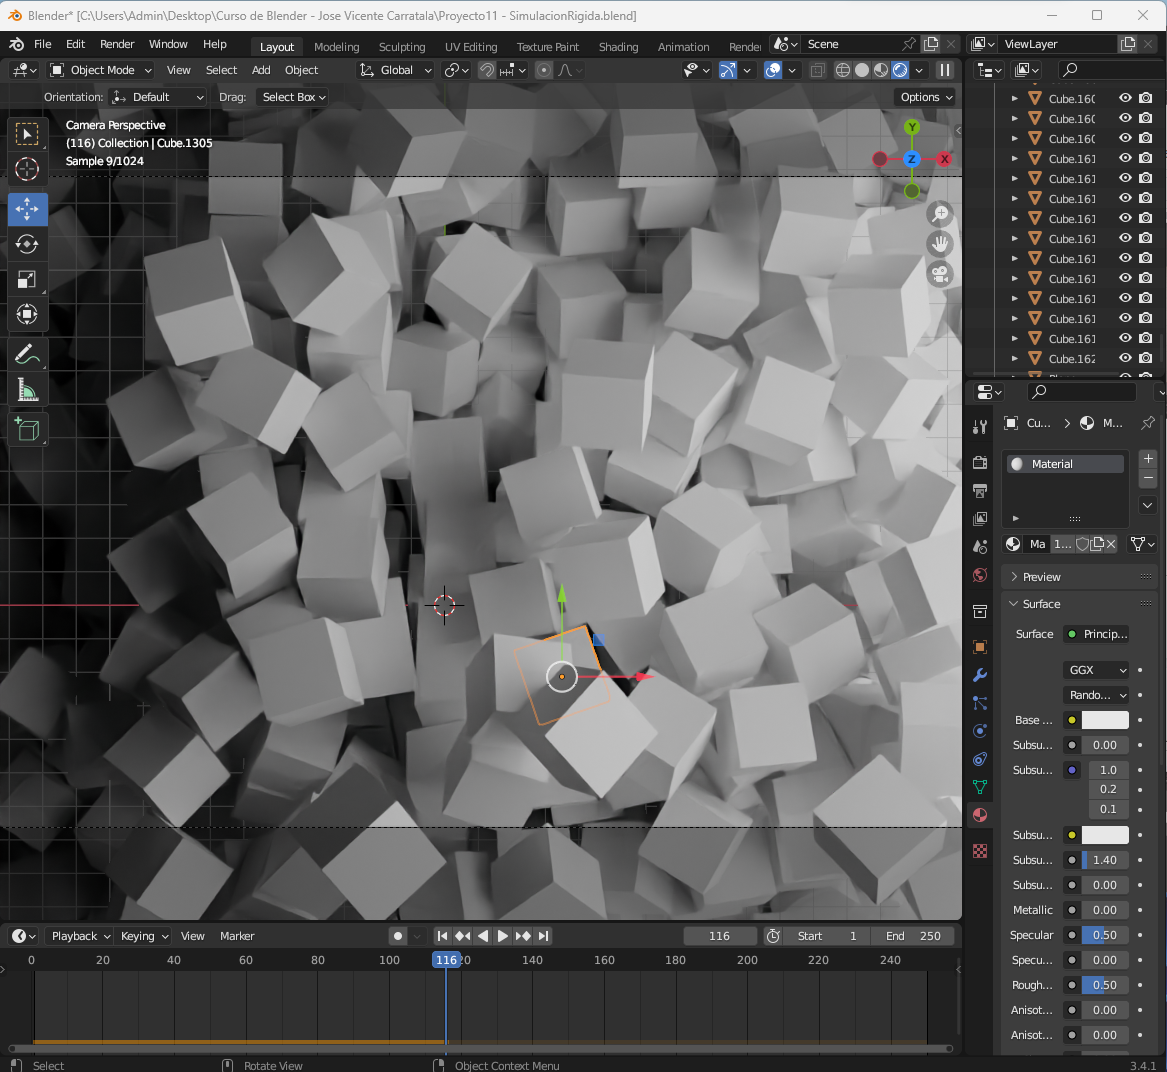 Blender* [C:\Users\Admin\Desktop\Curso de Blender - Jose Vicente Carratala\Proyecto11 - SimulacionRigida.blend]
File Edit Render Window Help Layout Modeling Sculpting UV Editing Texture Paint Shading Animation Render Scene ViewLayer
Object Mode View Select Add Object Global
Orientation: Default Drag: Select Box Options
Camera Perspective
(116) Collection | Cube.1305
Sample 9/1024
Y
Z X
Cube.160
Cube.160
Cube.160
Cube.161
Cube.161
Cube.161
Cube.161
Cube.161
Cube.161
Cube.161
Cube.161
Cube.161
Cube.161
Cube.162
Cu... M...
Material
Ma 1...
Preview
Surface
Surface Princip...
GGX
Rando...
Base ...
Subsu... 0.00
Subsu... 1.0
0.2
0.1
Subsu...
Subsu... 1.40
Subsu... 0.00
Metallic 0.00
Specular 0.50
Specu... 0.00
Rough... 0.50
Anisot... 0.00
Anisot... 0.00
Playback Keying View Marker 116 Start 1 End 250
0 20 40 60 80 100 116 120 140 160 180 200 220 240
Select Rotate View Object Context Menu 3.4.1